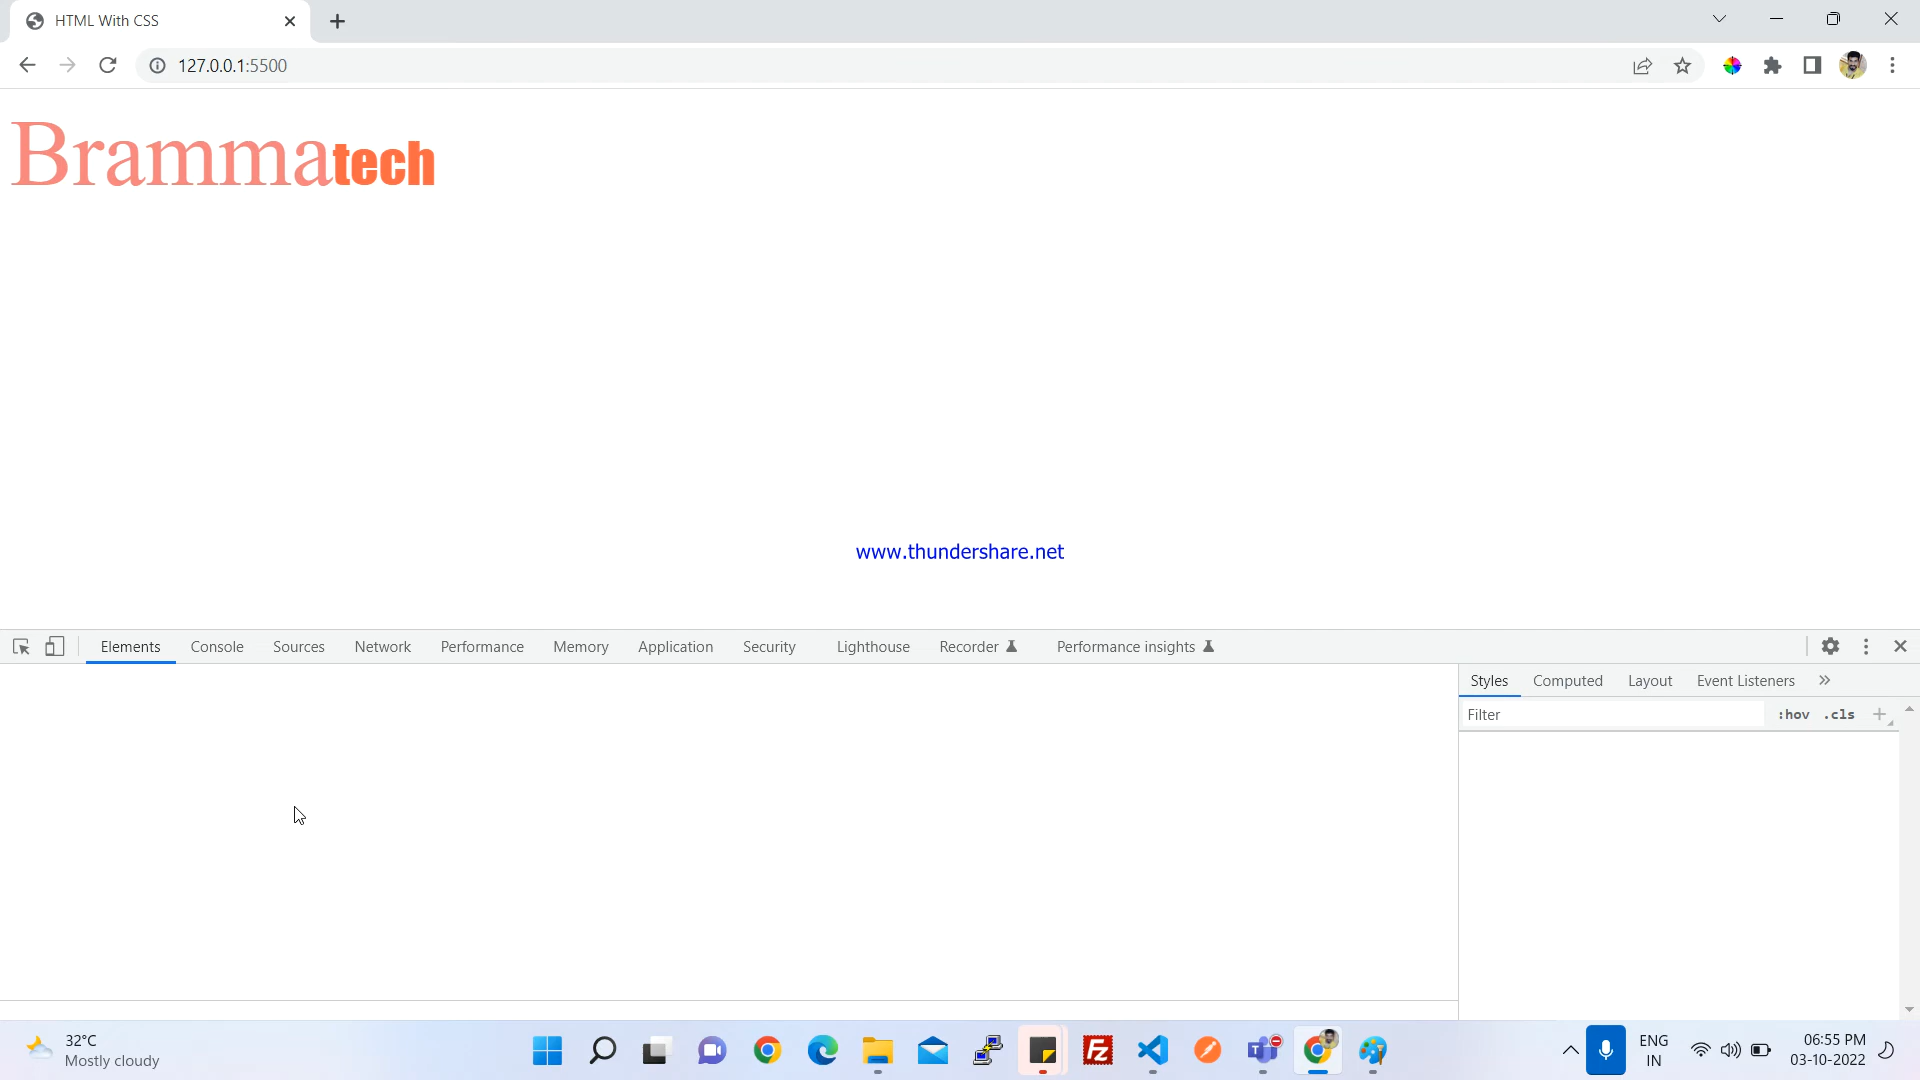 HTML With CSS
127.0.0.1:5500
Brammatech
www.thundershare.net
Elements Console Sources Network Performance Memory Application Security Lighthouse Recorder Performance insights
Styles Computed Layout Event Listeners »
Filter :hov .cls
32°C
Mostly cloudy
ENG
IN
06:55 PM
03-10-2022